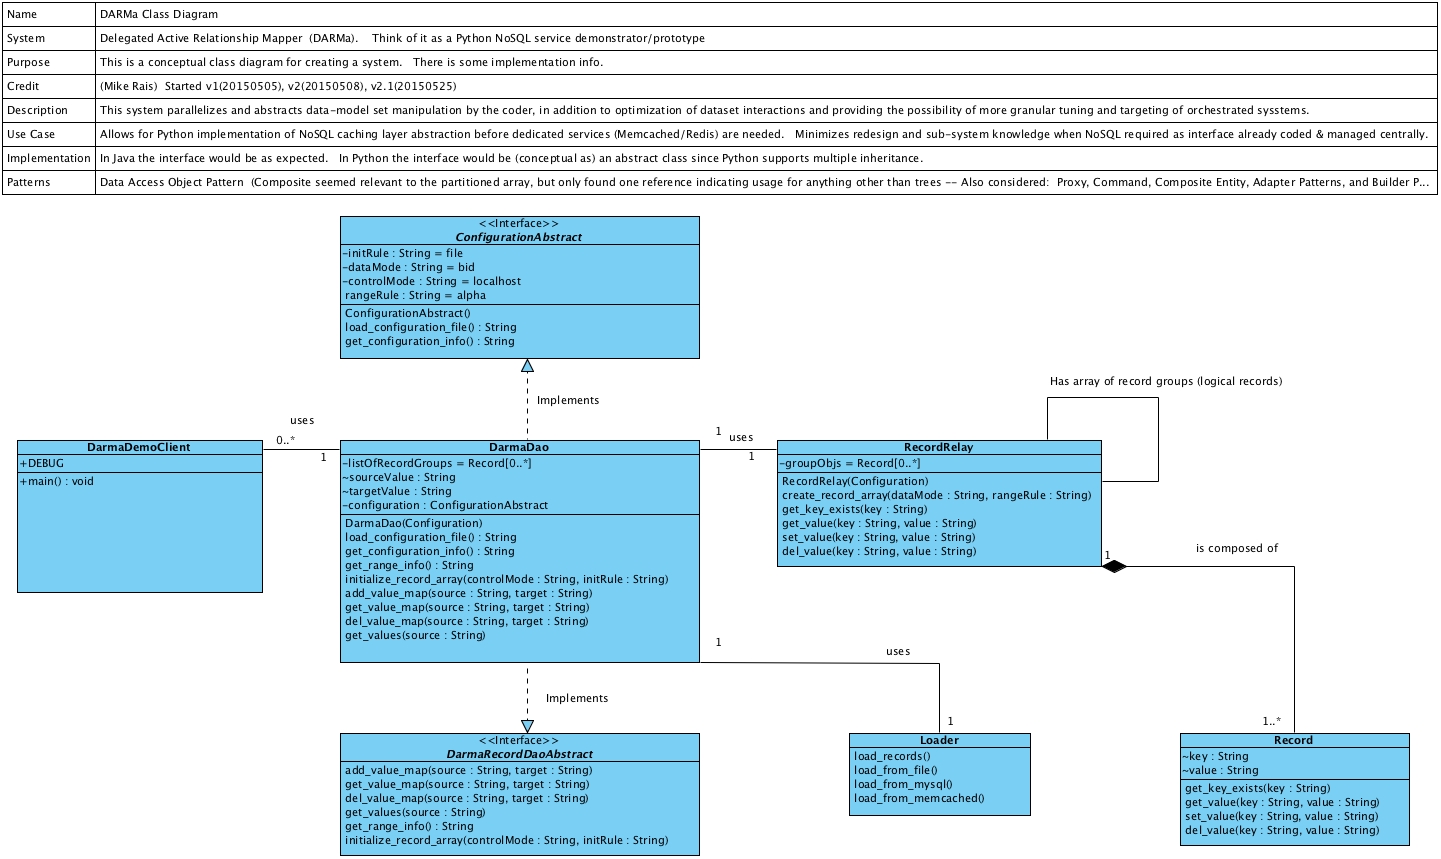 Name DARMa Class Diagram
System Delegated Active Relationship Mapper (DARMa). Think of it as a Python NoSQL service demonstrator/prototype
Purpose This is a conceptual class diagram for creating a system. There is some implementation info.
Credit (Mike Rais) Started v1(20150505), v2(20150508), v2.1(20150525)
Description This system parallelizes and abstracts data-model set manipulation by the coder, in addition to optimization of dataset interactions and providing the possibility of more granular tuning and targeting of orchestrated sysstems.
Use Case Allows for Python implementation of NoSQL caching layer abstraction before dedicated services (Memcached/Redis) are needed. Minimizes redesign and sub-system knowledge when NoSQL required as interface already coded & managed centrally.
Implementation In Java the interface would be as expected. In Python the interface would be (conceptual as) an abstract class since Python supports multiple inheritance.
Patterns Data Access Object Pattern (Composite seemed relevant to the partitioned array, but only found one reference indicating usage for anything other than trees -- Also considered: Proxy, Command, Composite Entity, Adapter Patterns, and Builder P...
<<Interface>>
ConfigurationAbstract
-initRule : String = file
-dataMode : String = bid
-controlMode : String = localhost
rangeRule : String = alpha
ConfigurationAbstract()
load_configuration_file() : String
get_configuration_info() : String
Implements
uses
0..*
1
DarmaDemoClient
+DEBUG
+main() : void
DarmaDao
-listOfRecordGroups = Record[0..*]
~sourceValue : String
~targetValue : String
-configuration : ConfigurationAbstract
DarmaDao(Configuration)
load_configuration_file() : String
get_configuration_info() : String
get_range_info() : String
initialize_record_array(controlMode : String, initRule : String)
add_value_map(source : String, target : String)
get_value_map(source : String, target : String)
del_value_map(source : String, target : String)
get_values(source : String)
1
uses
1
Has array of record groups (logical records)
RecordRelay
-groupObjs = Record[0..*]
RecordRelay(Configuration)
create_record_array(dataMode : String, rangeRule : String)
get_key_exists(key : String)
get_value(key : String, value : String)
set_value(key : String, value : String)
del_value(key : String, value : String)
1
is composed of
1..*
1
uses
1
Implements
<<Interface>>
DarmaRecordDaoAbstract
add_value_map(source : String, target : String)
get_value_map(source : String, target : String)
del_value_map(source : String, target : String)
get_values(source : String)
get_range_info() : String
initialize_record_array(controlMode : String, initRule : String)
Loader
load_records()
load_from_file()
load_from_mysql()
load_from_memcached()
Record
~key : String
~value : String
get_key_exists(key : String)
get_value(key : String, value : String)
set_value(key : String, value : String)
del_value(key : String, value : String)